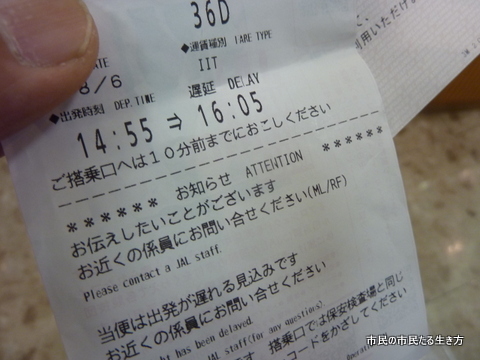 36D
DATE
◆運賃種別 FARE TYPE
8/6
IIT
◆出発時刻 DEP.TIME
遅延 DELAY
14:55 ⇒ 16:05
ご搭乗口へは10分前までにおこしください
****** お知らせ ATTENTION ******
お伝えしたいことがございます
お近くの係員にお問い合せください(ML/RF)
Please contact a JAL staff.
当便は出発が遅れる見込みです
お近くの係員にお問い合せください
has been delayed.
JAL staff(for any questions)
搭乗口では保安検査場と同じ
コードをかざしてください
市民の市民たる生き方